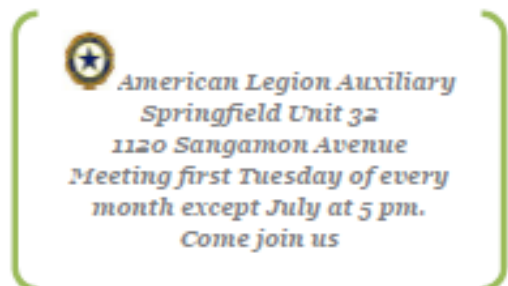 American Legion Auxiliary
Springfield Unit 32
1120 Sangamon Avenue
Meeting first Tuesday of every
month except July at 5 pm.
Come join us